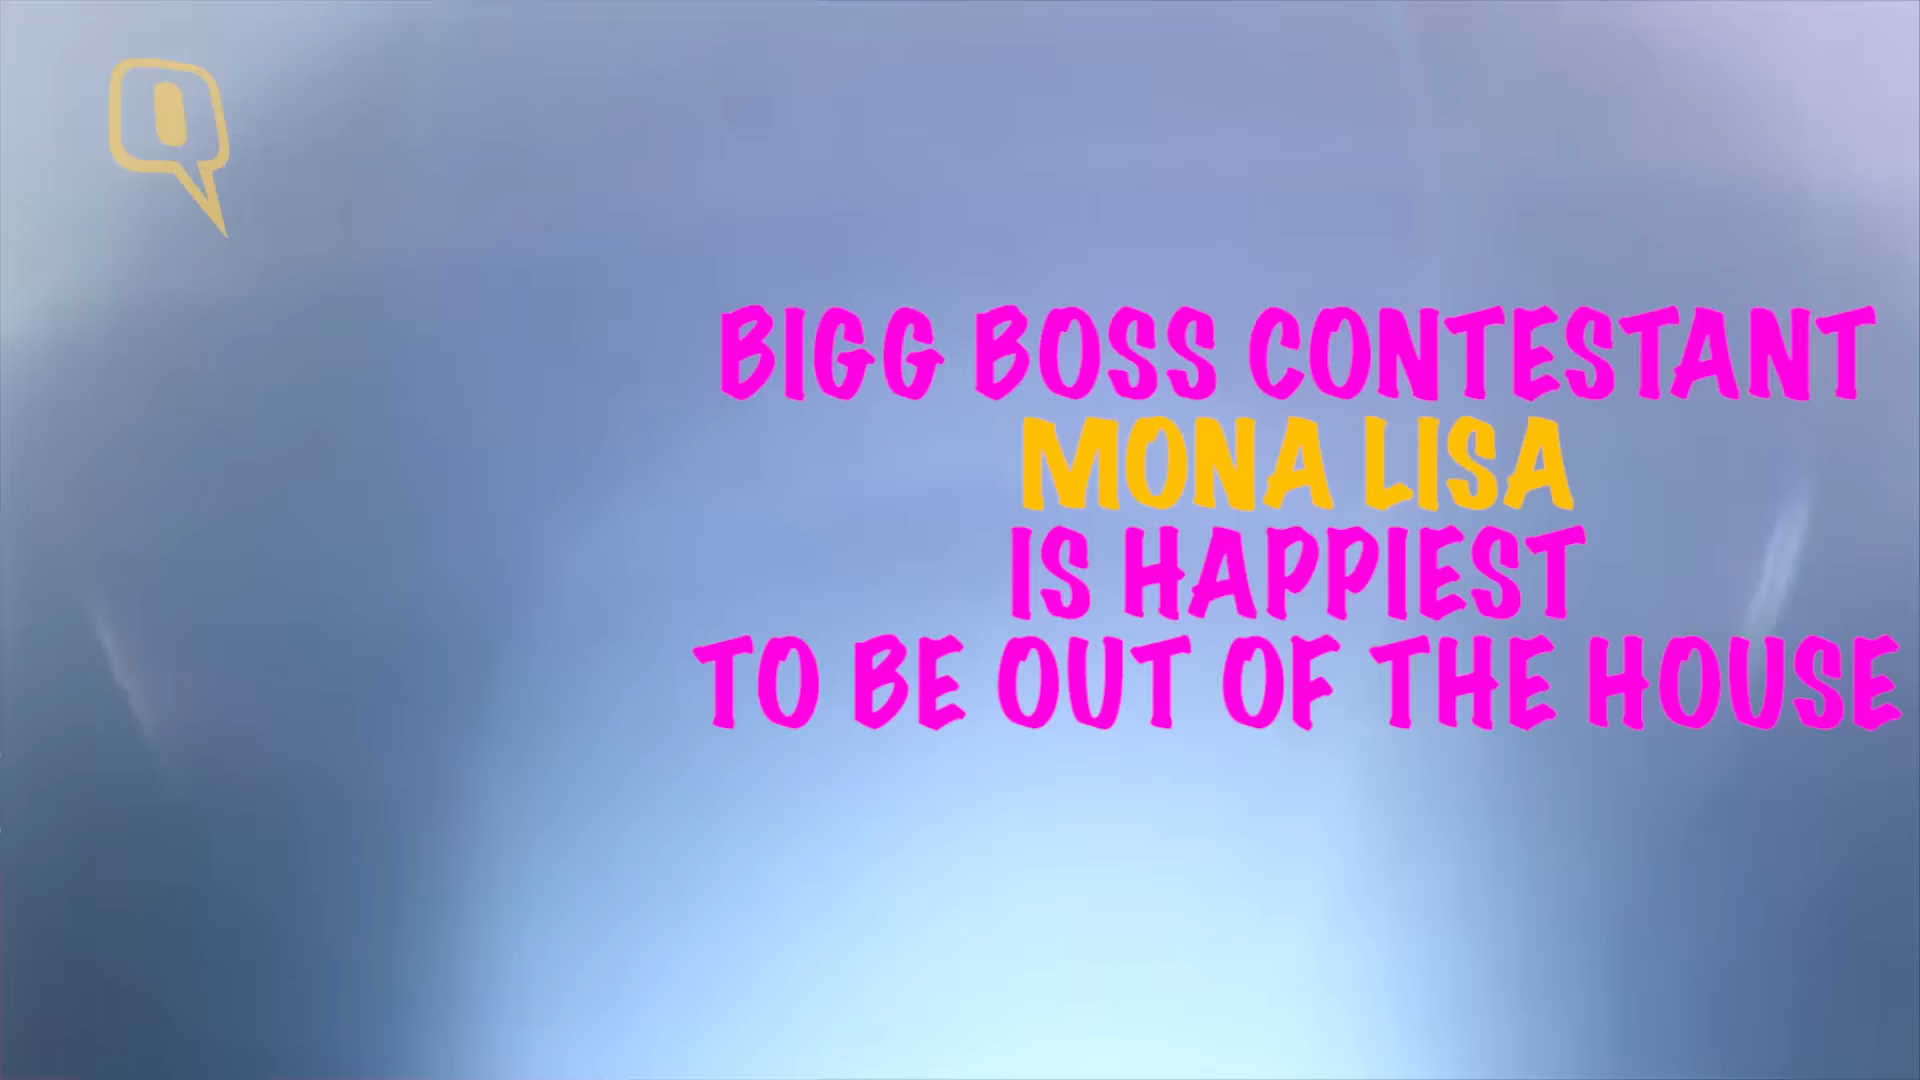 BIGG BOSS CONTESTANT
MONA LISA
IS HAPPIEST
TO BE OUT OF THE HOUSE